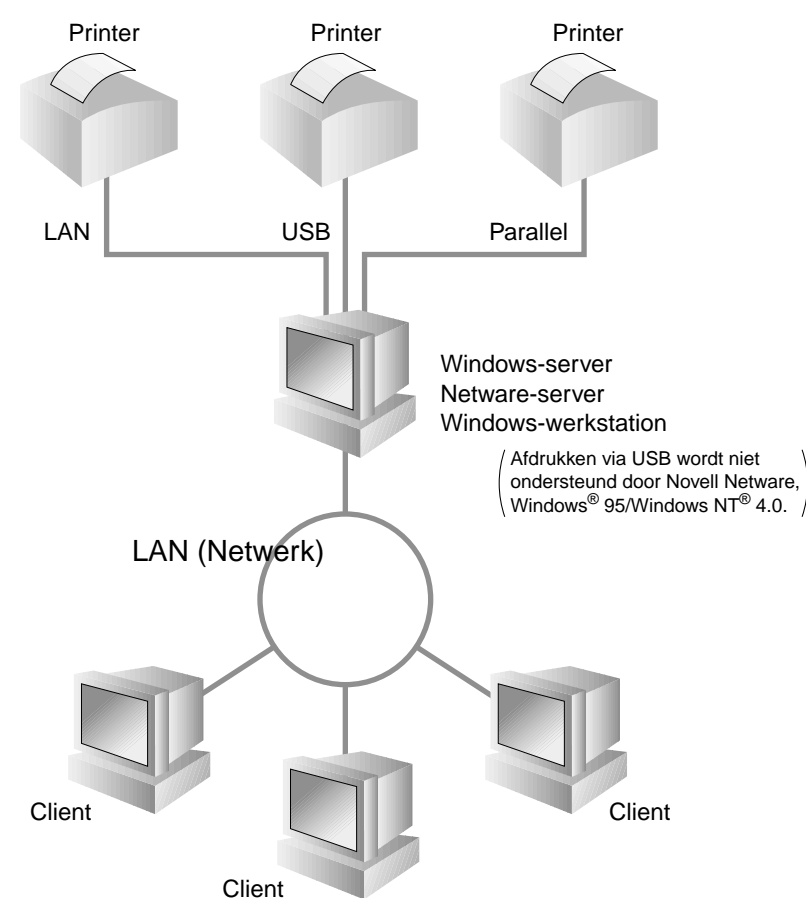 Printer
Printer
Printer
LAN
USB
Parallel
Windows-server
Netware-server
Windows-werkstation
Afdrukken via USB wordt niet
ondersteund door Novell Netware,
Windows® 95/Windows NT® 4.0.
LAN (Netwerk)
Client
Client
Client